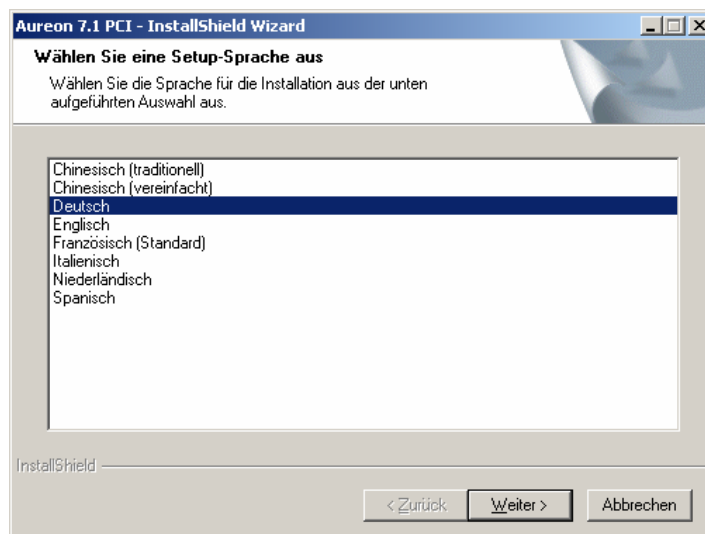 Aureon 7.1 PCI - InstallShield Wizard
Wählen Sie eine Setup-Sprache aus
Wählen Sie die Sprache für die Installation aus der unten
aufgeführten Auswahl aus.
Chinesisch (traditionell)
Chinesisch (vereinfacht)
Deutsch
Englisch
Französisch (Standard)
Italienisch
Niederländisch
Spanisch
InstallShield
< Zurück
Weiter >
Abbrechen